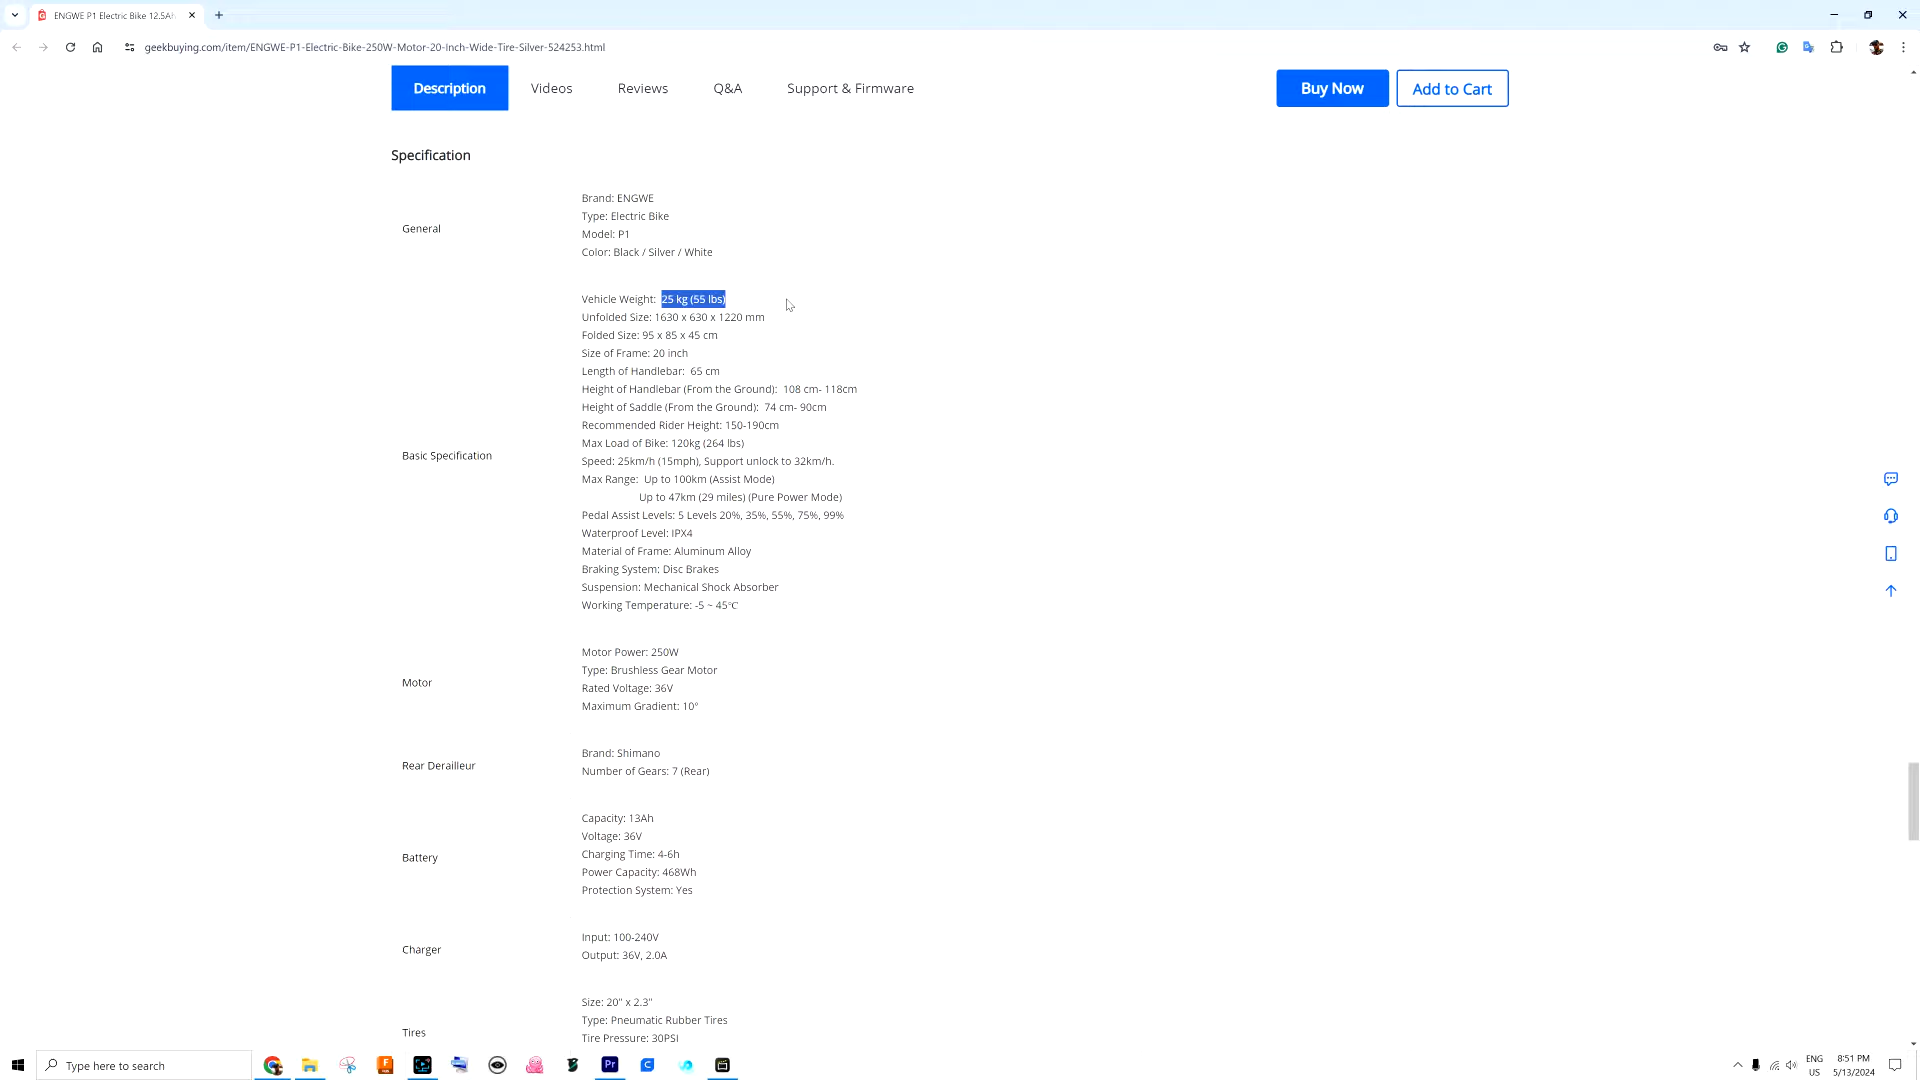 ENGWE P1 Electric Bike 12.5Ah
geekbuying.com/item/ENGWE-P1-Electric-Bike-250W-Motor-20-Inch-Wide-Tire-Silver-524253.html
Description
Videos
Reviews
Q&A
Support & Firmware
Buy Now
Add to Cart
Specification
General
Brand: ENGWE
Type: Electric Bike
Model: P1
Color: Black / Silver / White
Basic Specification
Vehicle Weight: 25 kg (55 lbs)
Unfolded Size: 1630 x 630 x 1220 mm
Folded Size: 95 x 85 x 45 cm
Size of Frame: 20 inch
Length of Handlebar: 65 cm
Height of Handlebar (From the Ground): 108 cm- 118cm
Height of Saddle (From the Ground): 74 cm- 90cm
Recommended Rider Height: 150-190cm
Max Load of Bike: 120kg (264 lbs)
Speed: 25km/h (15mph), Support unlock to 32km/h.
Max Range: Up to 100km (Assist Mode)
Up to 47km (29 miles) (Pure Power Mode)
Pedal Assist Levels: 5 Levels 20%, 35%, 55%, 75%, 99%
Waterproof Level: IPX4
Material of Frame: Aluminum Alloy
Braking System: Disc Brakes
Suspension: Mechanical Shock Absorber
Working Temperature: -5 ~ 45℃
Motor
Motor Power: 250W
Type: Brushless Gear Motor
Rated Voltage: 36V
Maximum Gradient: 10°
Rear Derailleur
Brand: Shimano
Number of Gears: 7 (Rear)
Battery
Capacity: 13Ah
Voltage: 36V
Charging Time: 4-6h
Power Capacity: 468Wh
Protection System: Yes
Charger
Input: 100-240V
Output: 36V, 2.0A
Tires
Size: 20" x 2.3"
Type: Pneumatic Rubber Tires
Tire Pressure: 30PSI
Type here to search
F
Pr
C
ENG
US
8:51 PM
5/13/2024